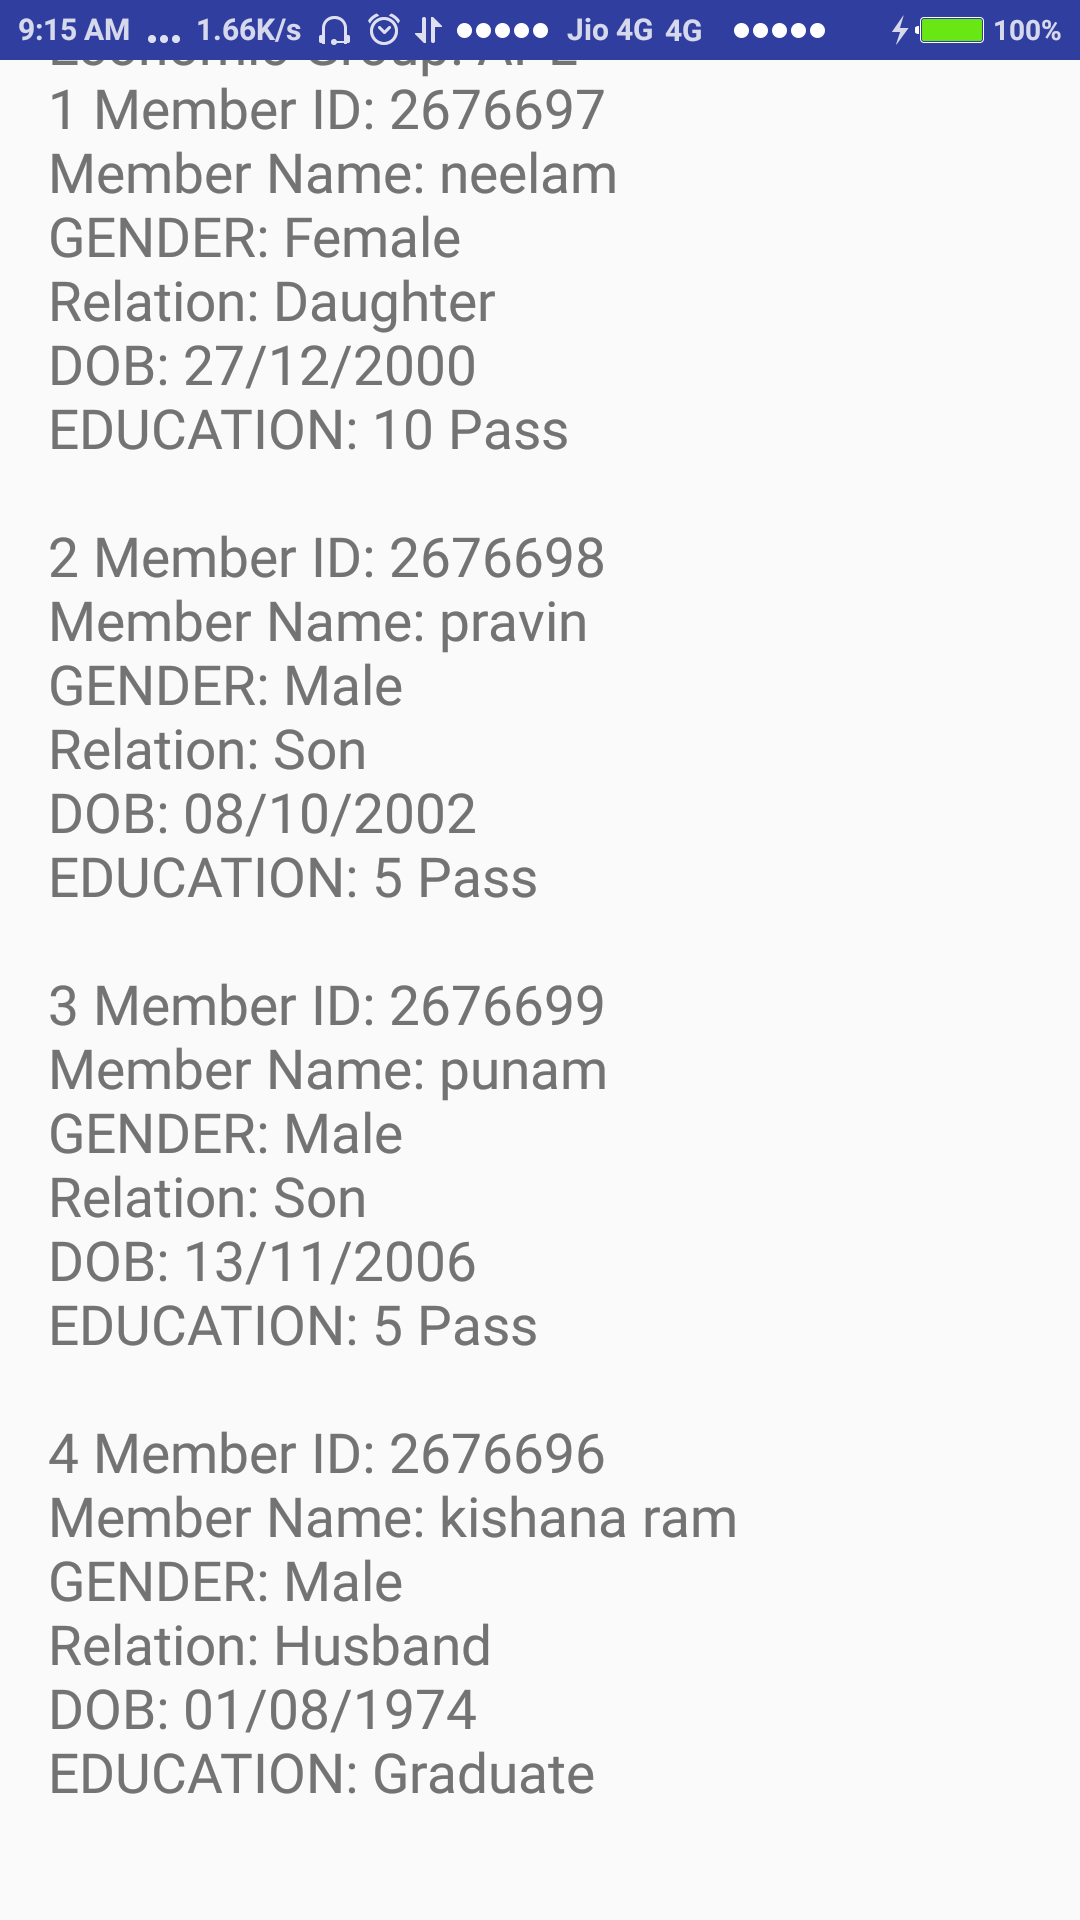 9:15 AM ... 1.66K/s Jio 4G 4G 100%
Economic Group: APL
1 Member ID: 2676697
Member Name: neelam
GENDER: Female
Relation: Daughter
DOB: 27/12/2000
EDUCATION: 10 Pass
2 Member ID: 2676698
Member Name: pravin
GENDER: Male
Relation: Son
DOB: 08/10/2002
EDUCATION: 5 Pass
3 Member ID: 2676699
Member Name: punam
GENDER: Male
Relation: Son
DOB: 13/11/2006
EDUCATION: 5 Pass
4 Member ID: 2676696
Member Name: kishana ram
GENDER: Male
Relation: Husband
DOB: 01/08/1974
EDUCATION: Graduate